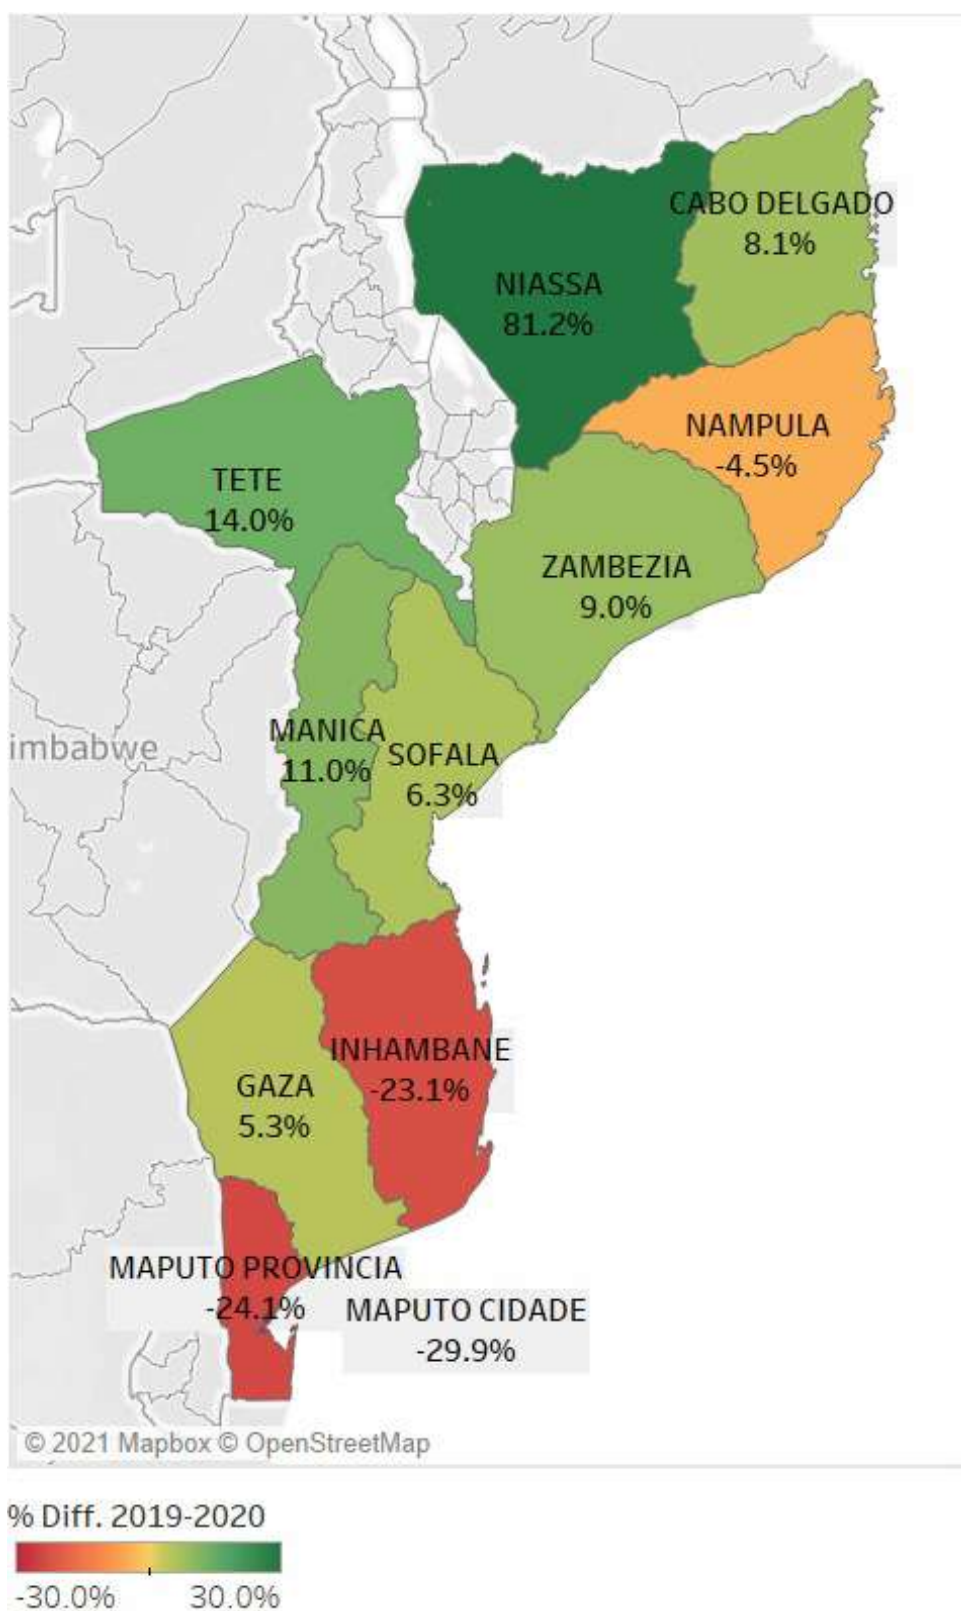 CABO DELGADO
8.1%
NIASSA
81.2%
NAMPULA
-4.5%
TETE
14.0%
ZAMBEZIA
9.0%
MANICA
11.0%
SOFALA
6.3%
imbabwe
INHAMBANE
-23.1%
GAZA
5.3%
MAPUTO PROVINCIA
-24.1%
MAPUTO CIDADE
-29.9%
© 2021 Mapbox © OpenStreetMap
% Diff. 2019-2020
-30.0% 30.0%